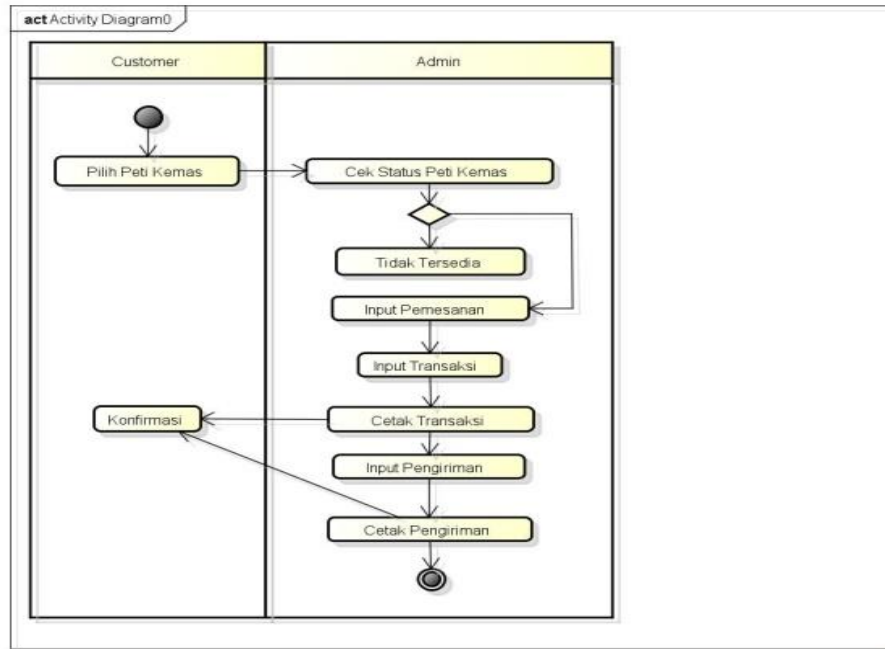 act Activity Diagram0
Customer
Admin
Pilih Peti Kemas
Cek Status Peti Kemas
Tidak Tersedia
Input Pemesanan
Input Transaksi
Konfirmasi
Cetak Transaksi
Input Pengiriman
Cetak Pengiriman